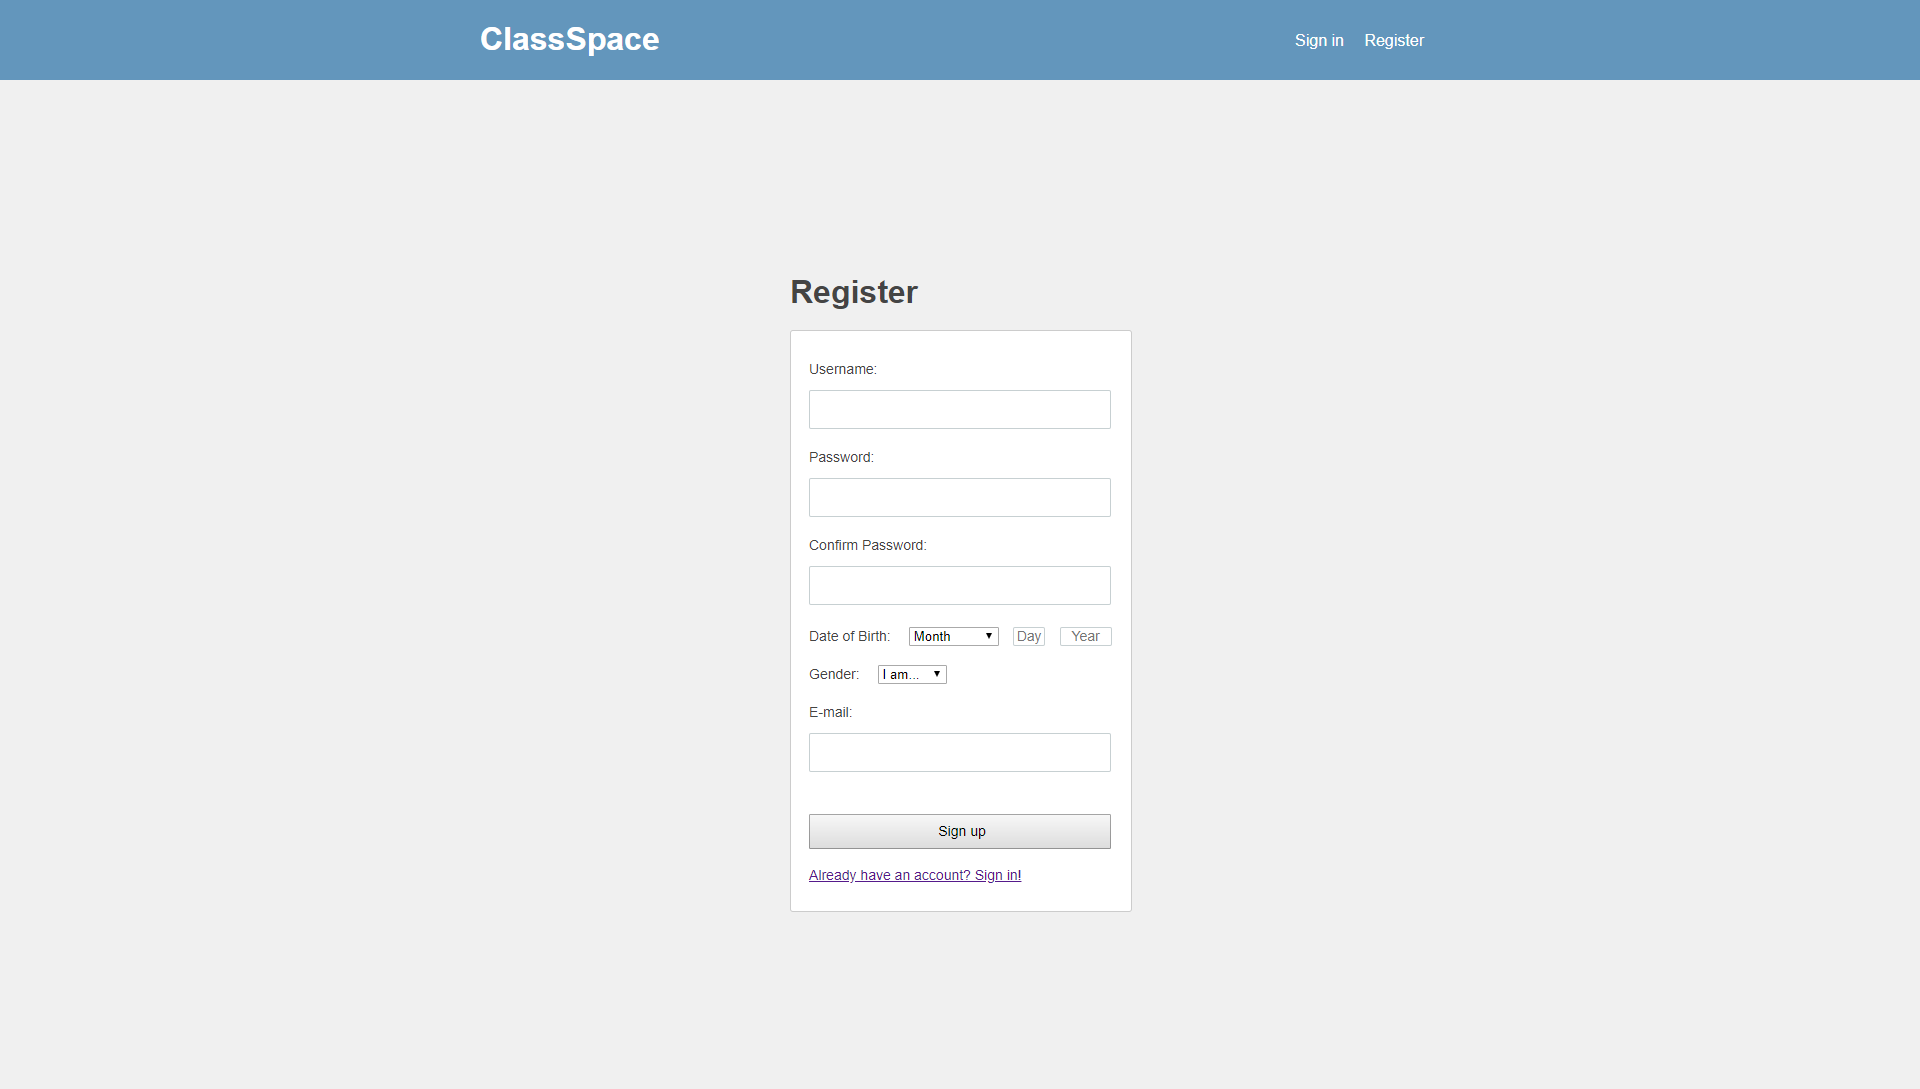 ClassSpace
Sign in Register
Register
Username:
Password:
Confirm Password:
Date of Birth: Month Day Year
Gender: I am...
E-mail:
Sign up
Already have an account? Sign in!